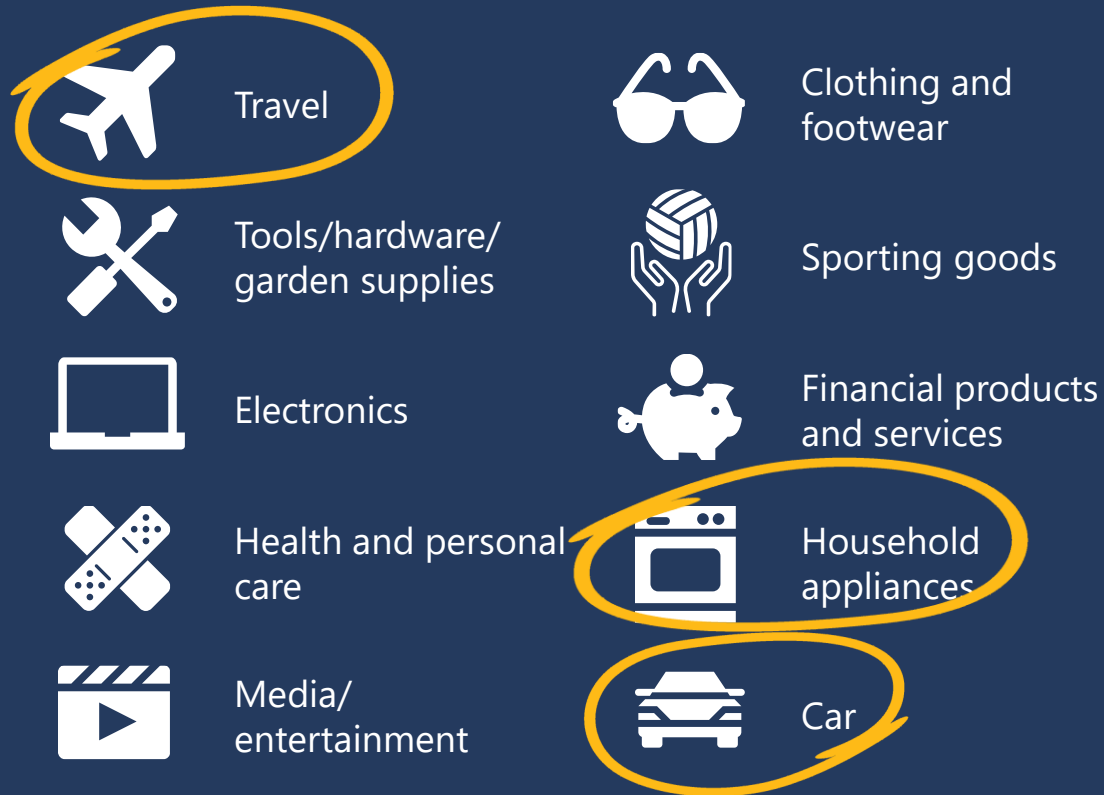 Travel
Clothing and
footwear
Tools/hardware/
garden supplies
Sporting goods
Electronics
Financial products
and services
Health and personal
care
Household
appliances
Media/
entertainment
Car